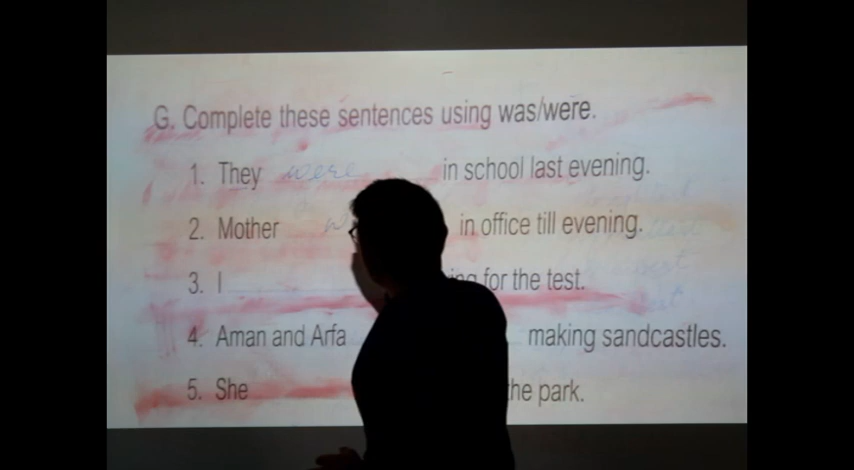 G. Complete these sentences using was/were.
1. They were in school last evening.
2. Mother in office till evening.
3. I for the test.
4. Aman and Arfa making sandcastles.
5. She the park.